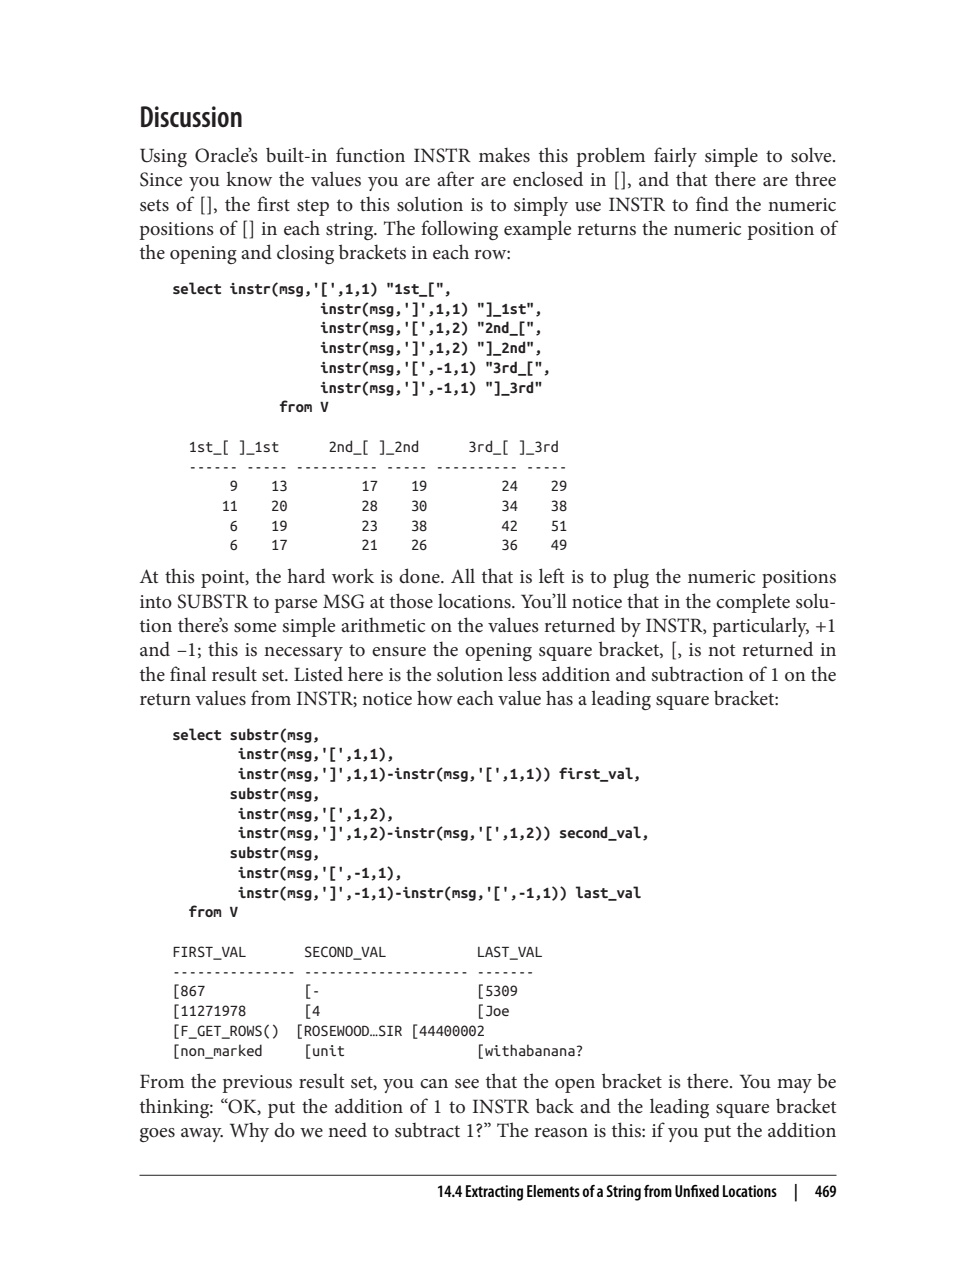 Discussion
Using Oracle’s built-in function INSTR makes this problem fairly simple to solve.
Since you know the values you are after are enclosed in [], and that there are three
sets of [], the first step to this solution is to simply use INSTR to find the numeric
positions of [] in each string. The following example returns the numeric position of
the opening and closing brackets in each row:
select instr(msg,'[',1,1) "1st_[",
instr(msg,']',1,1) "]_1st",
instr(msg,'[',1,2) "2nd_[",
instr(msg,']',1,2) "]_2nd",
instr(msg,'[',-1,1) "3rd_[",
instr(msg,']',-1,1) "]_3rd"
from V
1st_[ ]_1st 2nd_[ ]_2nd 3rd_[ ]_3rd
------ ----- ---------- ----- ---------- -----
9 13 17 19 24 29
11 20 28 30 34 38
6 19 23 38 42 51
6 17 21 26 36 49
At this point, the hard work is done. All that is left is to plug the numeric positions
into SUBSTR to parse MSG at those locations. You’ll notice that in the complete solu-
tion there’s some simple arithmetic on the values returned by INSTR, particularly, +1
and –1; this is necessary to ensure the opening square bracket, [, is not returned in
the final result set. Listed here is the solution less addition and subtraction of 1 on the
return values from INSTR; notice how each value has a leading square bracket:
select substr(msg,
instr(msg,'[',1,1),
instr(msg,']',1,1)-instr(msg,'[',1,1)) first_val,
substr(msg,
instr(msg,'[',1,2),
instr(msg,']',1,2)-instr(msg,'[',1,2)) second_val,
substr(msg,
instr(msg,'[',-1,1),
instr(msg,']',-1,1)-instr(msg,'[',-1,1)) last_val
from V
FIRST_VAL SECOND_VAL LAST_VAL
--------------- -------------------- -------
[867 [- [5309
[11271978 [4 [Joe
[F_GET_ROWS() [ROSEWOOD…SIR [44400002
[non_marked [unit [withabanana?
From the previous result set, you can see that the open bracket is there. You may be
thinking: “OK, put the addition of 1 to INSTR back and the leading square bracket
goes away. Why do we need to subtract 1?” The reason is this: if you put the addition
14.4 Extracting Elements of a String from Unfixed Locations | 469